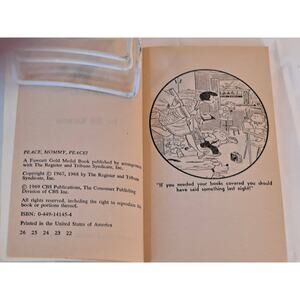 PEACE, MOMMY, PEACE!
A Fawcett Gold Medal Book published by arrangement
with The Register and Tribune Syndicate, Inc.
Copyright © 1967, 1968 by The Register and Tribune
Syndicate, Inc.
© 1969 CBS Publications, The Consumer Publishing
Division of CBS Inc.
All rights reserved, including the right to reproduce this
book or portions thereof.
ISBN: 0-449-14145-4
Printed in the United States of America
26 25 24 23 22
"If you needed your books covered you should
have said something last night!"